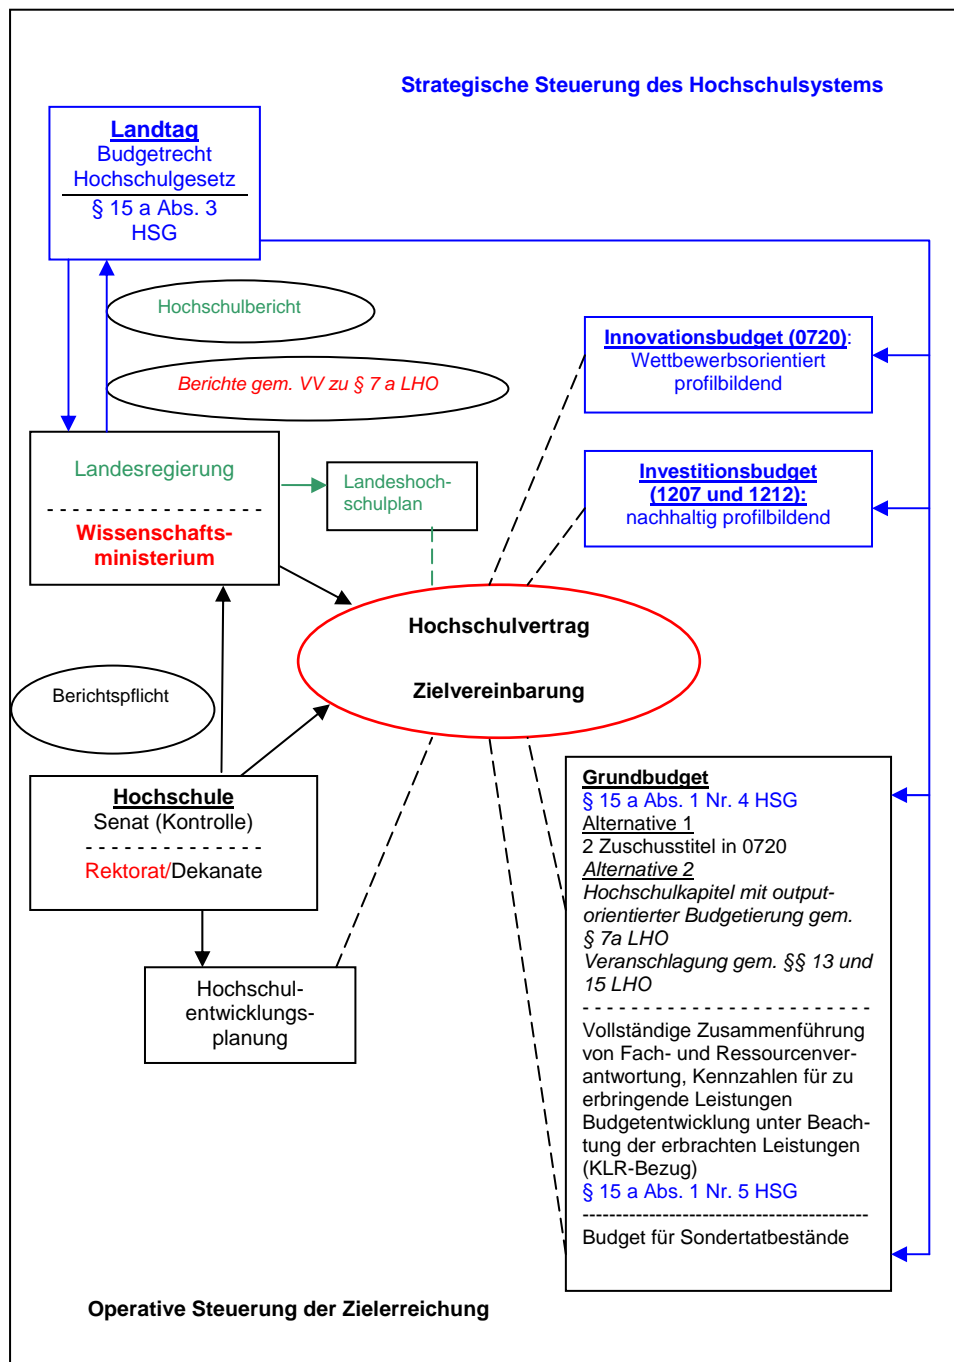 Strategische Steuerung des Hochschulsystems
Landtag
Budgetrecht
Hochschulgesetz
§ 15 a Abs. 3
HSG
Hochschulbericht
Berichte gem. VV zu § 7 a LHO
Innovationsbudget (0720):
Wettbewerbsorientiert
profilbildend
Landesregierung
- - - - - - - - - - - - - - -
Wissenschafts-
ministerium
Landeshoch-
schulplan
Investitionsbudget
(1207 und 1212):
nachhaltig profilbildend
Hochschulvertrag
Zielvereinbarung
Berichtspflicht
Hochschule
Senat (Kontrolle)
- - - - - - - - - - - - - -
Rektorat/Dekanate
Hochschul-
entwicklungs-
planung
Grundbudget
§ 15 a Abs. 1 Nr. 4 HSG
Alternative 1
2 Zuschusstitel in 0720
Alternative 2
Hochschulkapitel mit output-
orientierter Budgetierung gem.
§ 7a LHO
Veranschlagung gem. §§ 13 und
15 LHO
- - - - - - - - - - - - - - - - - - - - - - - -
Vollständige Zusammenführung
von Fach- und Ressourcenver-
antwortung, Kennzahlen für zu
erbringende Leistungen
Budgetentwicklung unter Beach-
tung der erbrachten Leistungen
(KLR-Bezug)
§ 15 a Abs. 1 Nr. 5 HSG
-------------------------------------------
Budget für Sondertatbestände
Operative Steuerung der Zielerreichung